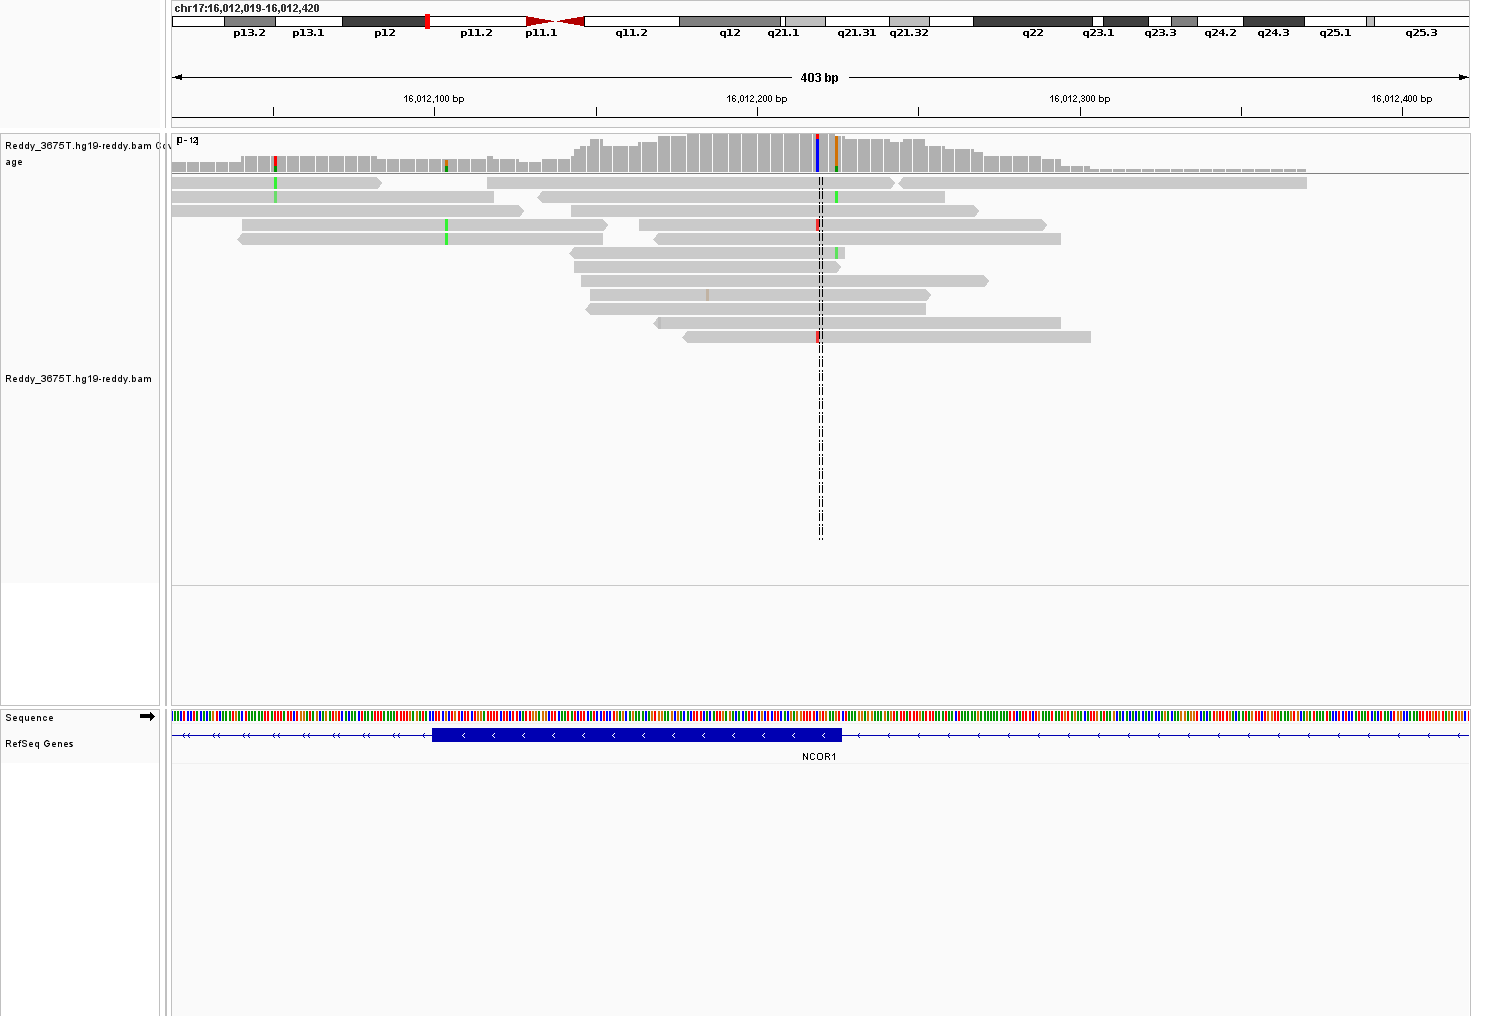 chr17:16,012,019-16,012,420
p13.2 p13.1 p12 p11.2 p11.1 q11.2 q12 q21.1 q21.31 q21.32 q22 q23.1 q23.3 q24.2 q24.3 q25.1 q25.3
403 bp
16,012,100 bp 16,012,200 bp 16,012,300 bp 16,012,400 bp
[0 - 12]
Reddy_3675T.hg19-reddy.bam Cov
age
Reddy_3675T.hg19-reddy.bam
Sequence
RefSeq Genes
NCOR1